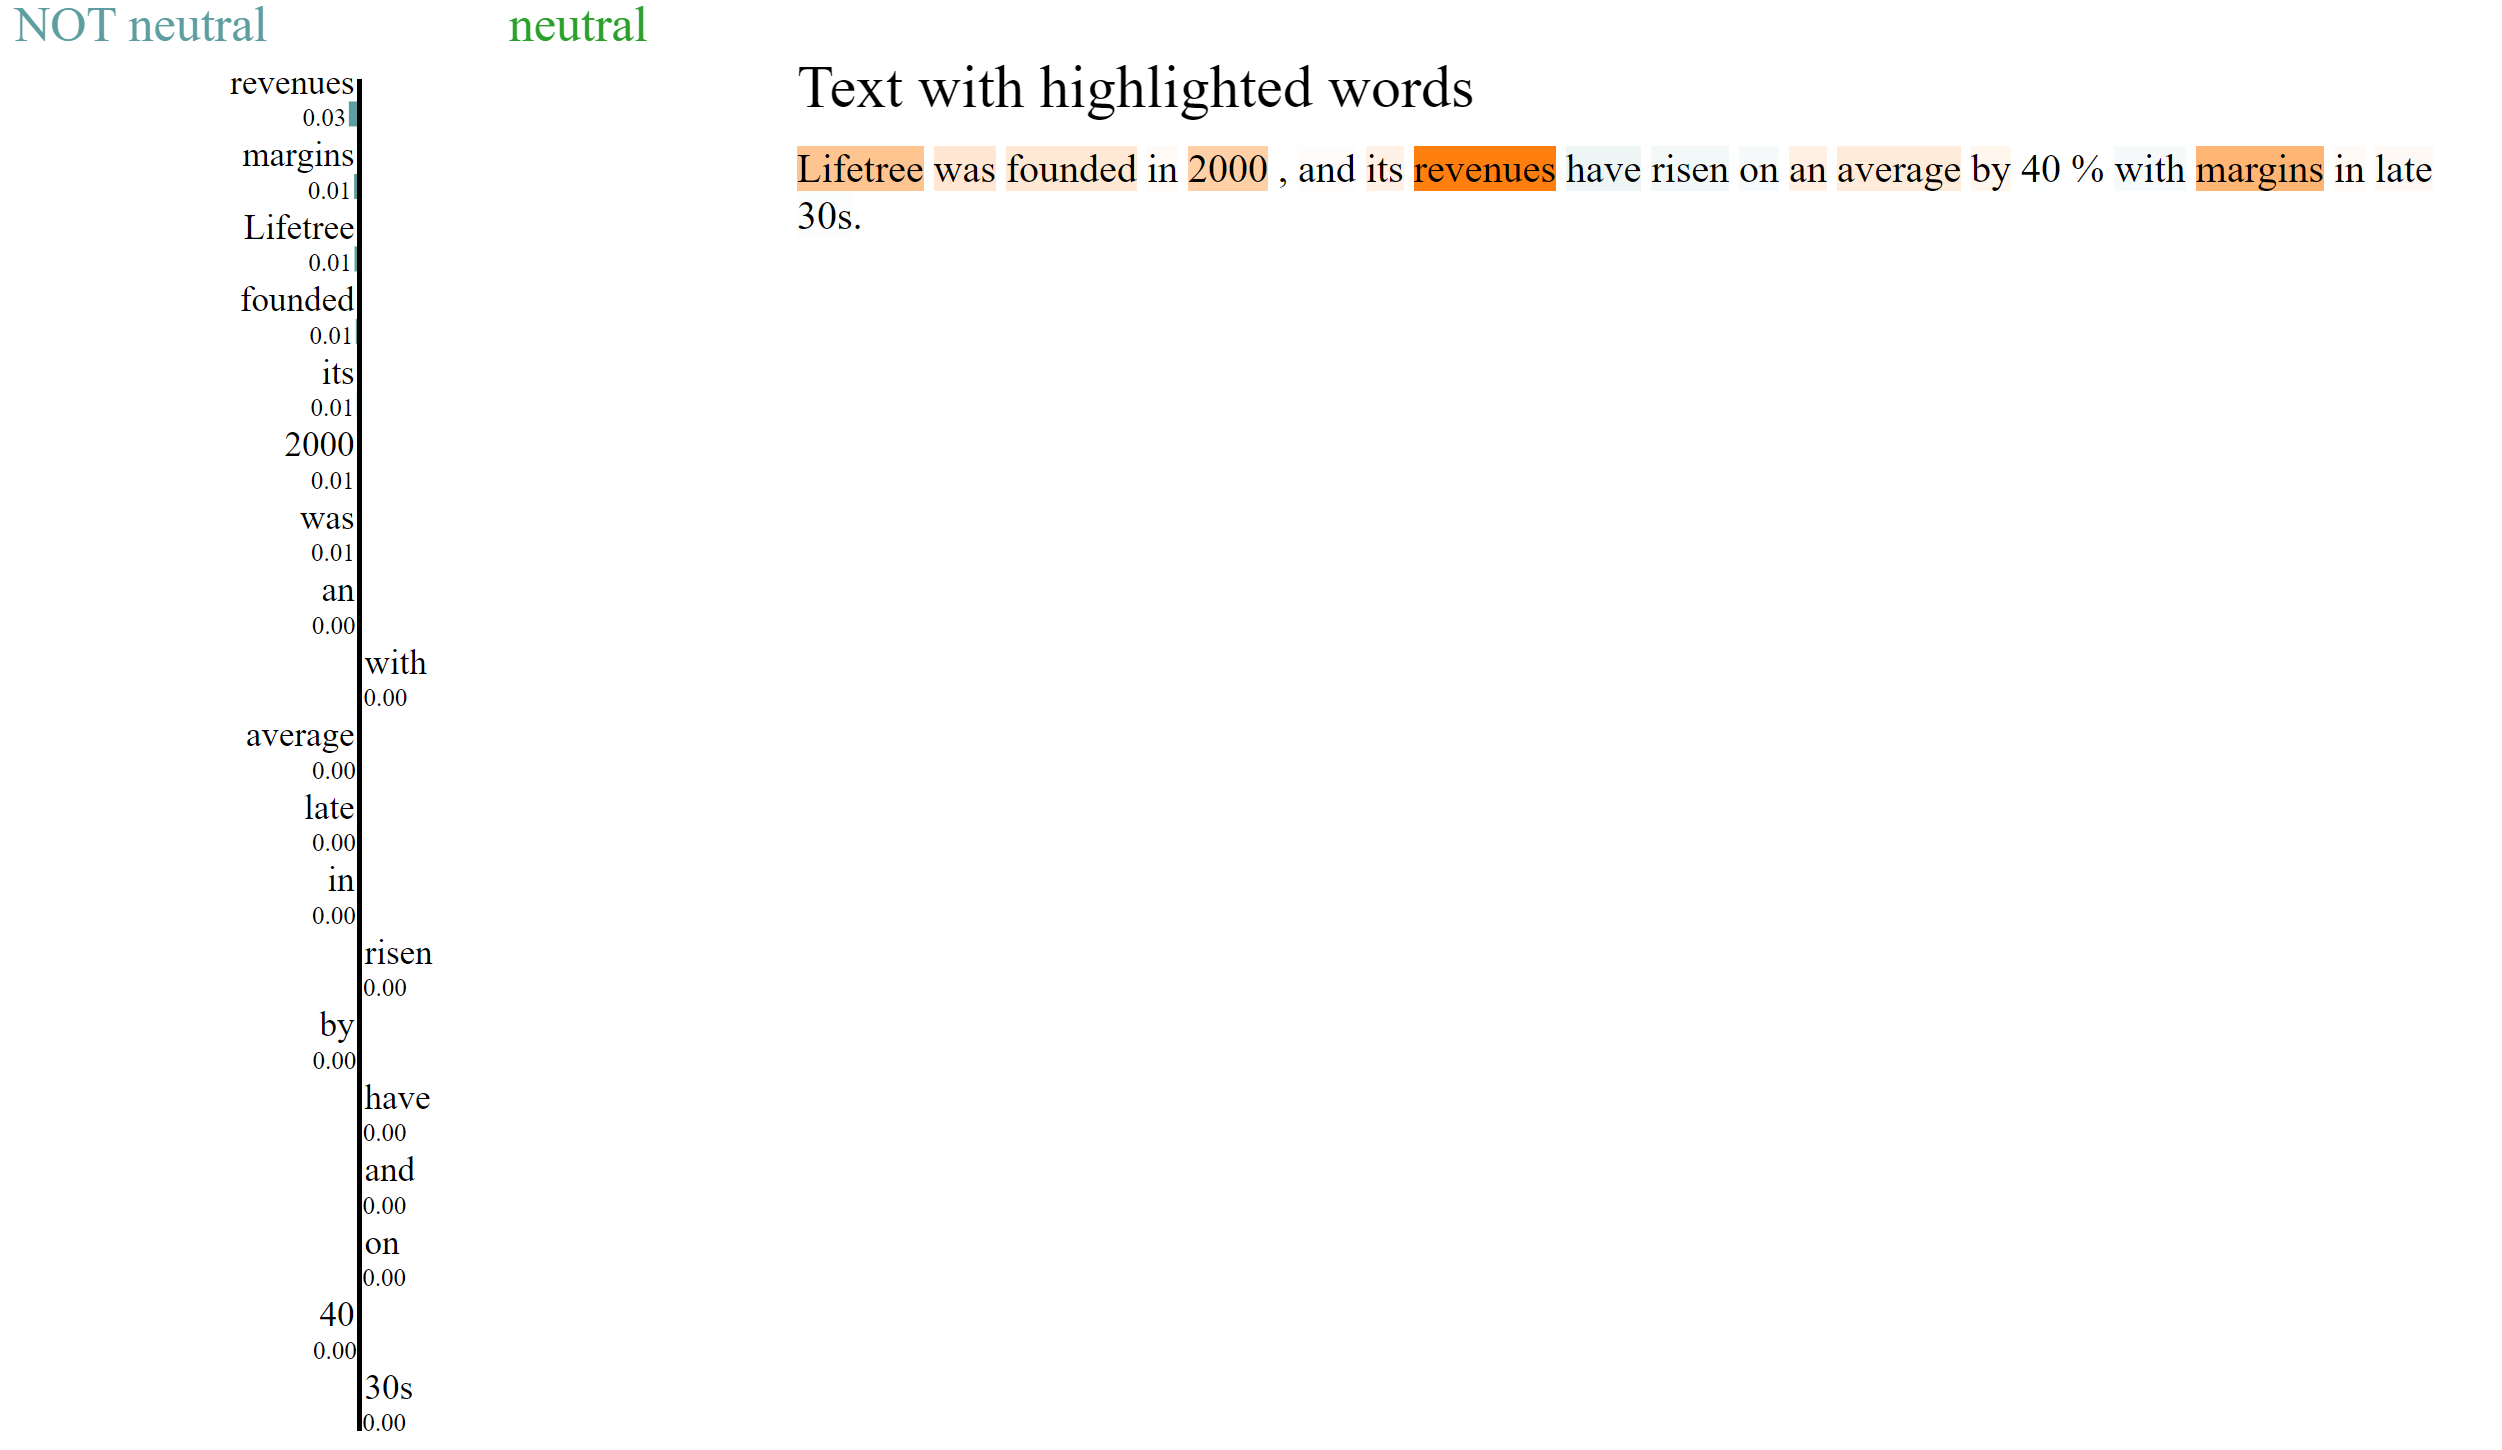 NOT neutral
neutral
revenues
0.03
margins
0.01
Lifetree
0.01
founded
0.01
its
0.01
2000
0.01
was
0.01
an
0.00
with
0.00
average
0.00
late
0.00
in
0.00
risen
0.00
by
0.00
have
0.00
and
0.00
on
0.00
40
0.00
30s
0.00
Text with highlighted words
Lifetree was founded in 2000 , and its revenues have risen on an average by 40 % with margins in late
30s.